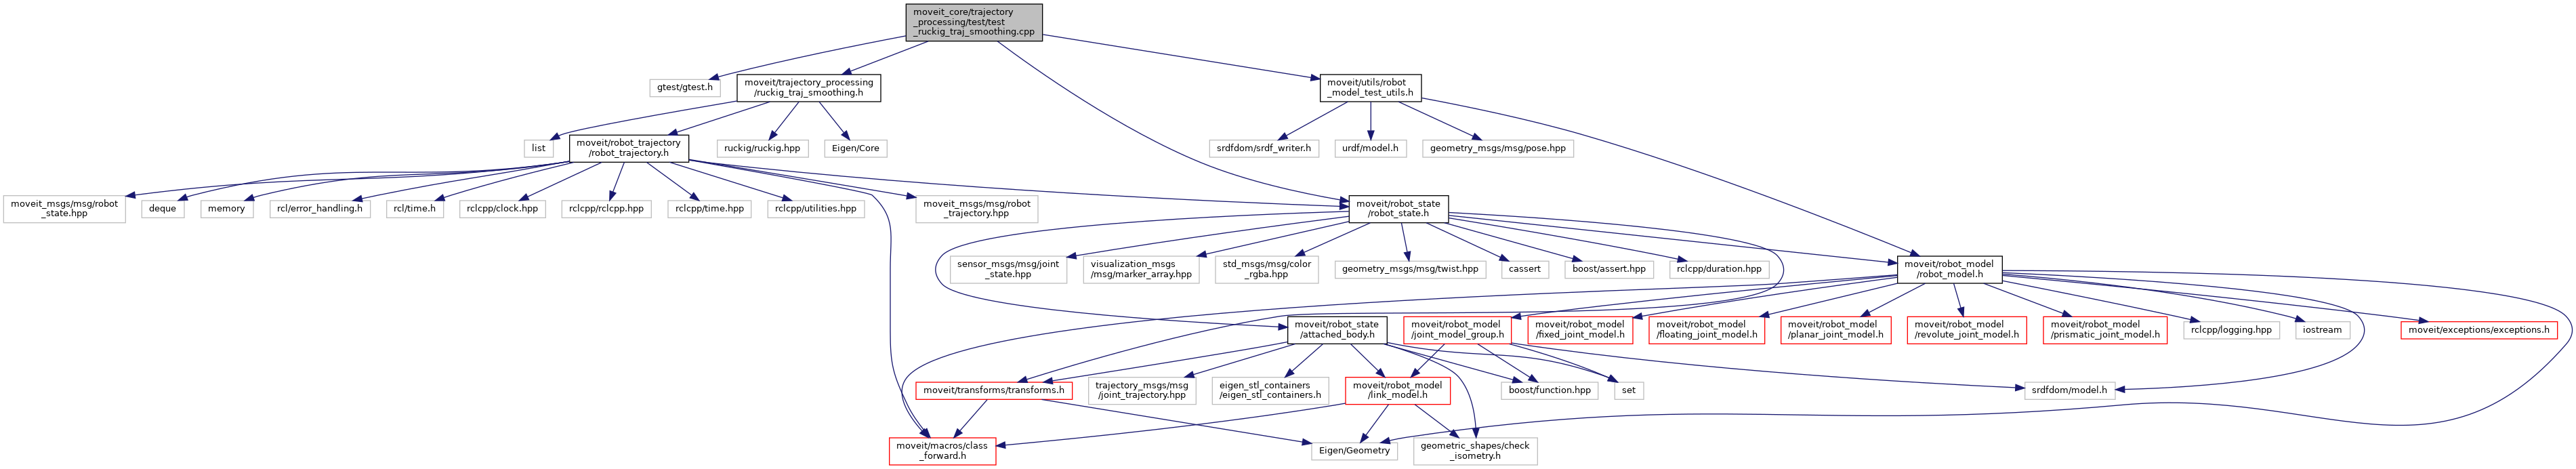 moveit_core/trajectory
_processing/test/test
_ruckig_traj_smoothing.cpp
gtest/gtest.h
moveit/trajectory_processing
/ruckig_traj_smoothing.h
moveit/utils/robot
_model_test_utils.h
list
moveit/robot_trajectory
/robot_trajectory.h
ruckig/ruckig.hpp
Eigen/Core
srdfdom/srdf_writer.h
urdf/model.h
geometry_msgs/msg/pose.hpp
moveit_msgs/msg/robot
_state.hpp
deque
memory
rcl/error_handling.h
rcl/time.h
rclcpp/clock.hpp
rclcpp/rclcpp.hpp
rclcpp/time.hpp
rclcpp/utilities.hpp
moveit_msgs/msg/robot
_trajectory.hpp
moveit/robot_state
/robot_state.h
sensor_msgs/msg/joint
_state.hpp
visualization_msgs
/msg/marker_array.hpp
std_msgs/msg/color
_rgba.hpp
geometry_msgs/msg/twist.hpp
cassert
boost/assert.hpp
rclcpp/duration.hpp
moveit/robot_model
/robot_model.h
moveit/robot_state
/attached_body.h
moveit/robot_model
/joint_model_group.h
moveit/robot_model
/fixed_joint_model.h
moveit/robot_model
/floating_joint_model.h
moveit/robot_model
/planar_joint_model.h
moveit/robot_model
/revolute_joint_model.h
moveit/robot_model
/prismatic_joint_model.h
rclcpp/logging.hpp
iostream
moveit/exceptions/exceptions.h
moveit/transforms/transforms.h
trajectory_msgs/msg
/joint_trajectory.hpp
eigen_stl_containers
/eigen_stl_containers.h
moveit/robot_model
/link_model.h
boost/function.hpp
set
srdfdom/model.h
moveit/macros/class
_forward.h
Eigen/Geometry
geometric_shapes/check
_isometry.h